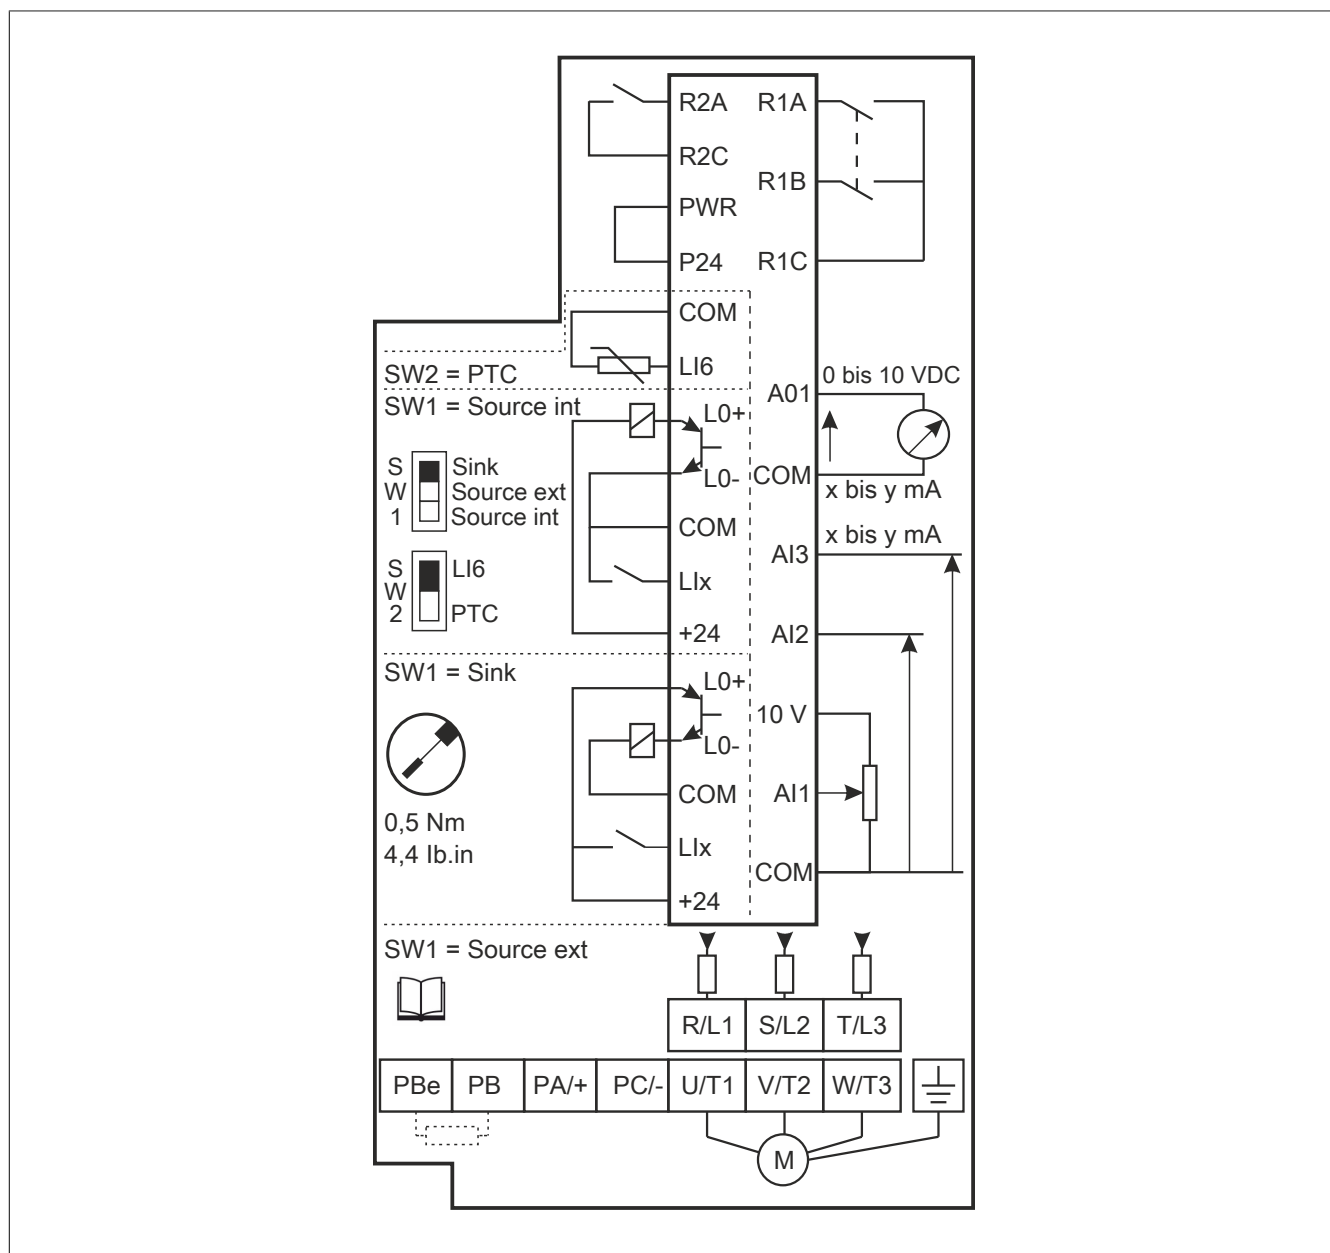 R2A R1A
R2C
R1B
PWR
P24 R1C
COM
LI6
SW2 = PTC
0 bis 10 VDC
A01
SW1 = Source int
L0+
S W 1
Sink
Source ext
Source int
L0-
COM
x bis y mA
COM
x bis y mA
AI3
S W 2
LI6
PTC
LIx
+24
AI2
SW1 = Sink
L0+
10 V
L0-
COM
AI1
0,5 Nm
4,4 lb.in
LIx
COM
+24
SW1 = Source ext
R/L1 S/L2 T/L3
PBe PB PA/+ PC/- U/T1 V/T2 W/T3
M